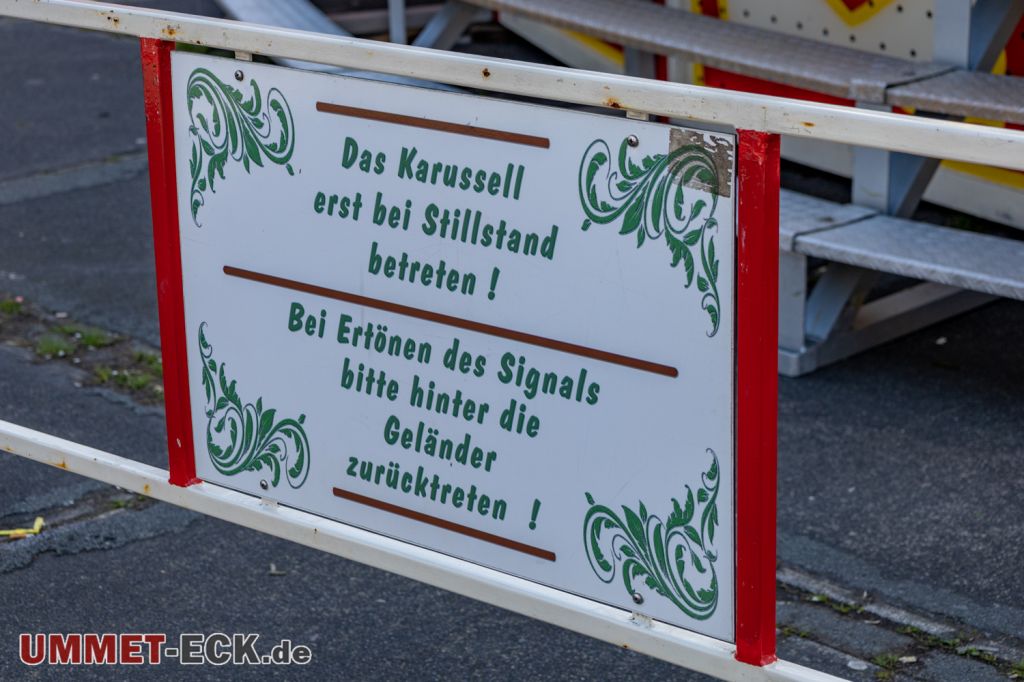 Das Karussell
erst bei Stillstand
betreten !
Bei Ertönen des Signals
bitte hinter die
Geländer
zurücktreten !
UMMET-ECK.de